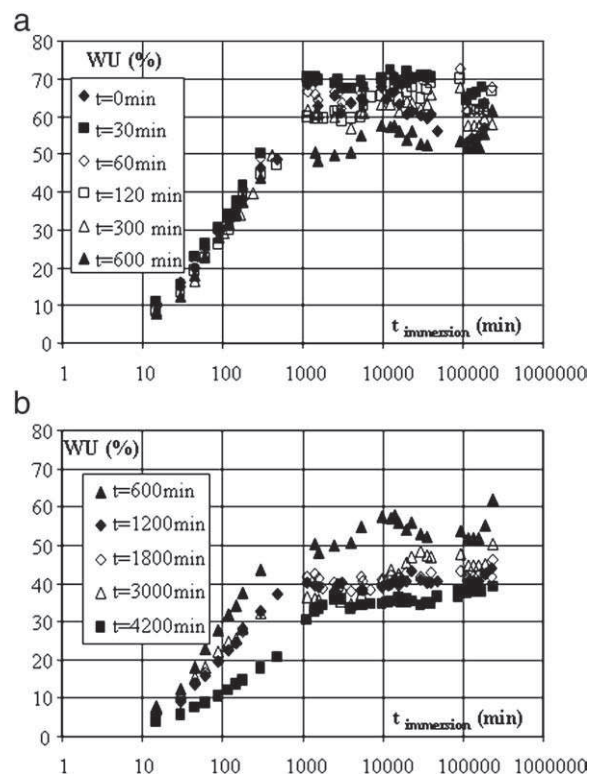 a
80
70
60
50
40
30
20
10
0
WU (%)
t=0min
t=30min
t=60min
t=120 min
t=300 min
t=600 min
t immersion (min)
1 10 100 1000 10000 100000 1000000
b
80
70
60
50
40
30
20
10
0
WU (%)
t=600min
t=1200min
t=1800min
t=3000min
t=4200min
t immersion (min)
1 10 100 1000 10000 100000 1000000